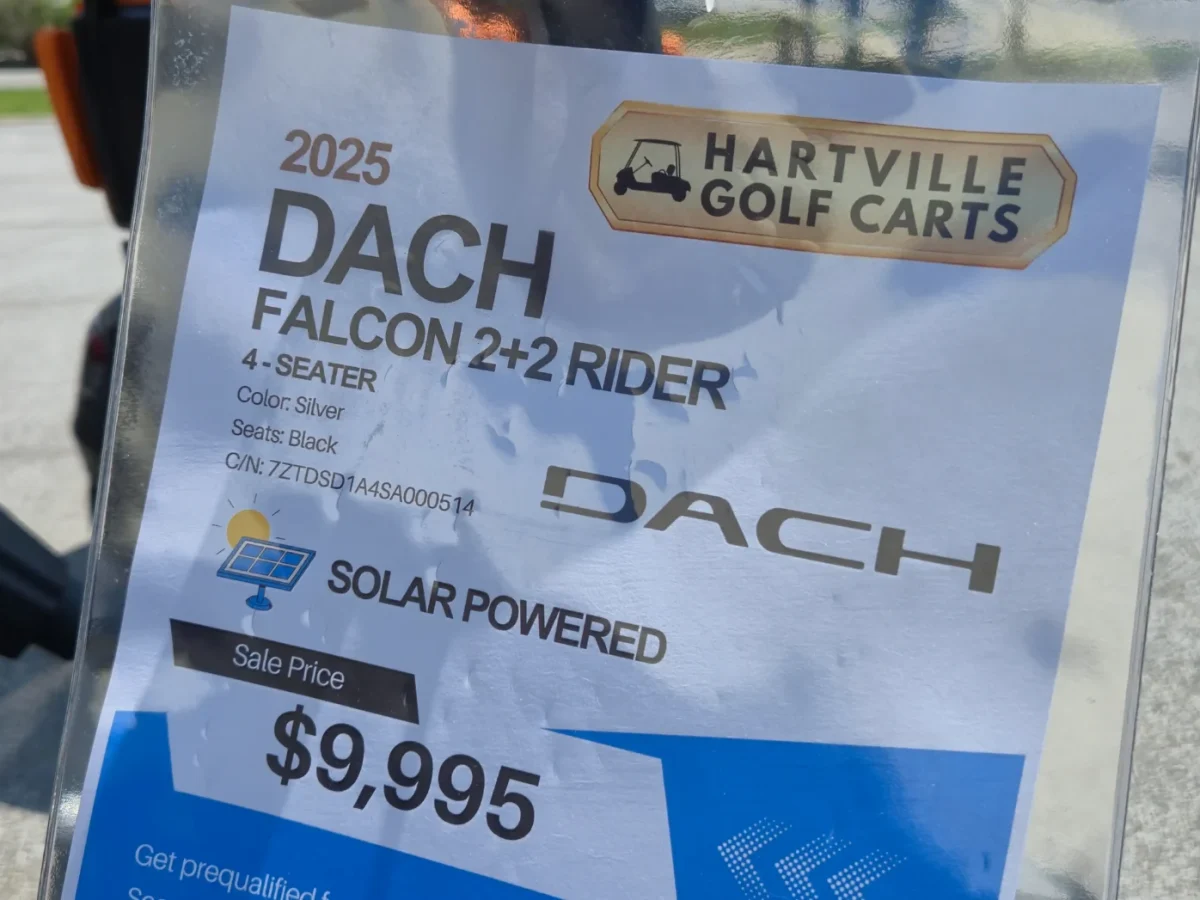 2025
HARTVILLE
GOLF CARTS
DACH
FALCON 2+2 RIDER
4-SEATER
Color: Silver
Seats: Black
C/N: 7ZTDSD1A4SA000514
DACH
SOLAR POWERED
Sale Price
$9,995
Get prequalified